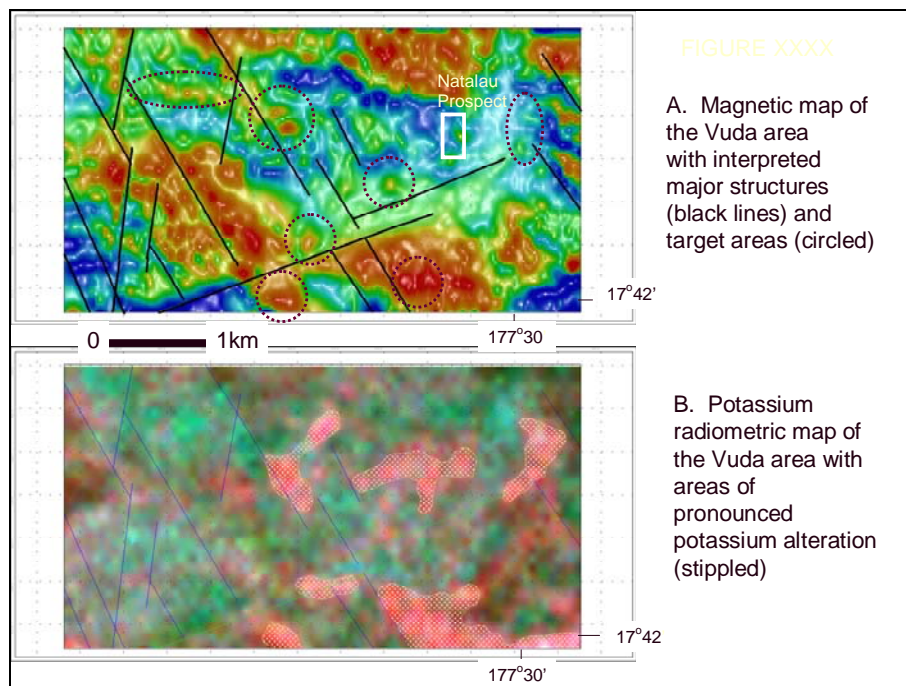 FIGURE XXXX
Natalau
Prospect
A. Magnetic map of
the Vuda area
with interpreted
major structures
(black lines) and
target areas (circled)
17°42'
177°30
0 1km
B. Potassium
radiometric map of
the Vuda area with
areas of
pronounced
potassium alteration
(stippled)
17°42
177°30'